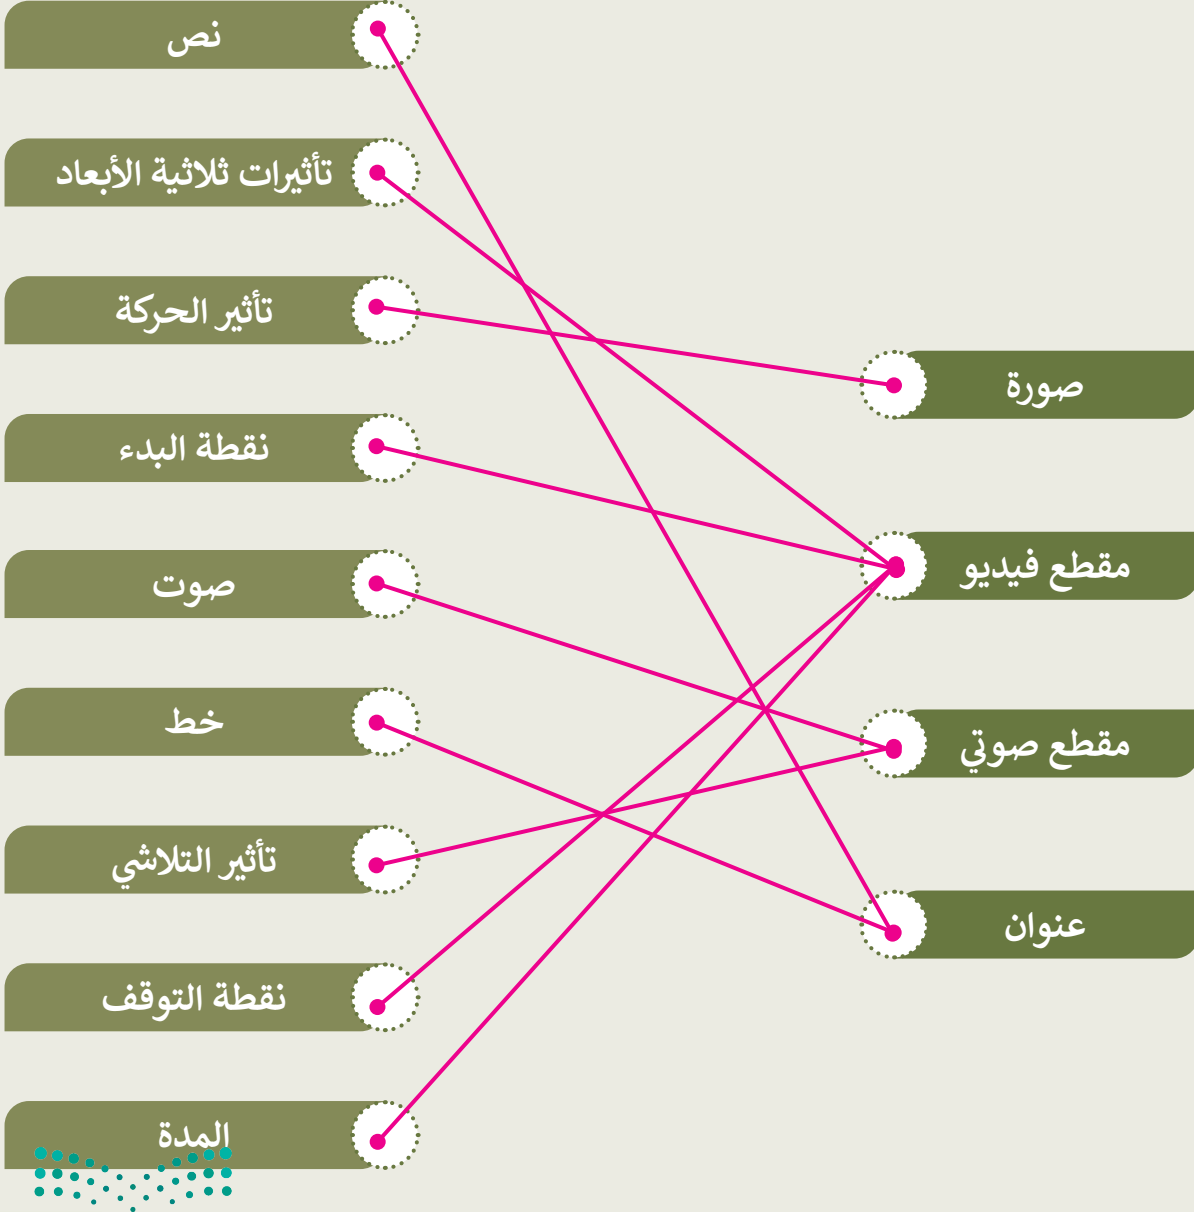 صورة
مقطع فيديو
مقطع صوتي
عنوان
نص
تأثيرات ثلاثية الأبعاد
تأثير الحركة
نقطة البدء
صوت
خط
تأثير التلاشي
نقطة التوقف
المدة